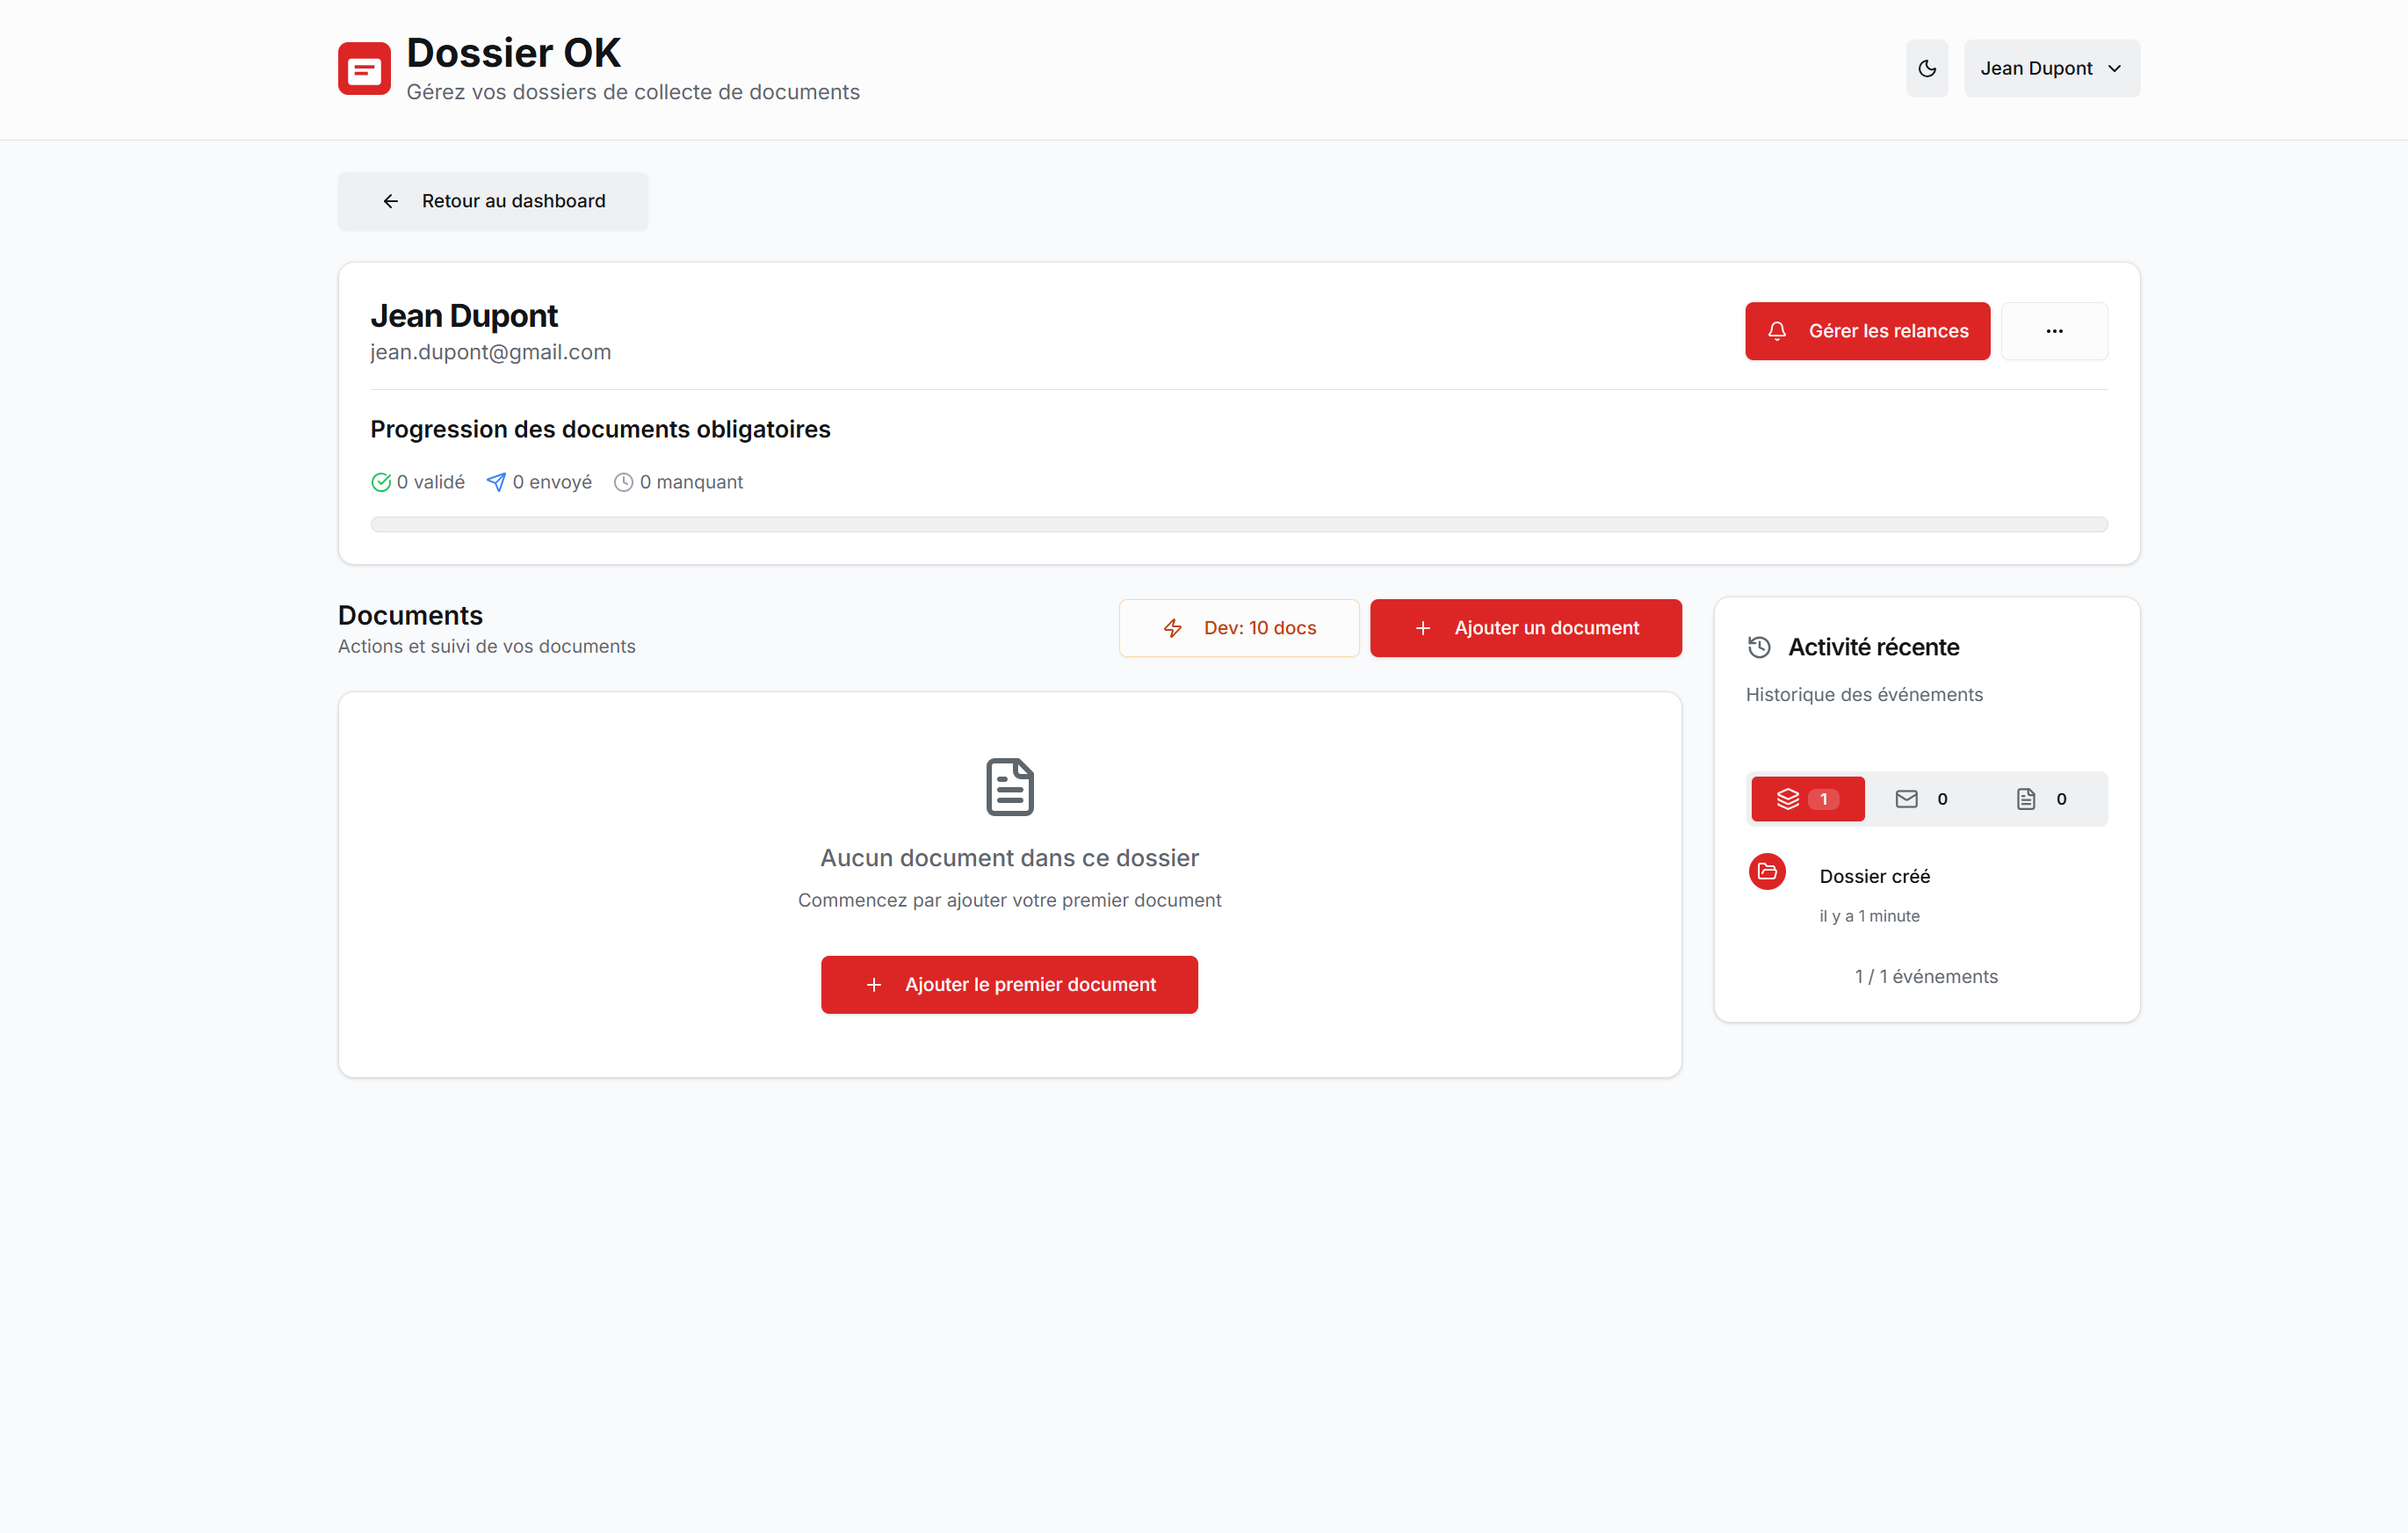 Dossier OK
Gérez vos dossiers de collecte de documents
Jean Dupont
Retour au dashboard
Jean Dupont
jean.dupont@gmail.com
Gérer les relances
Progression des documents obligatoires
0 validé 0 envoyé 0 manquant
Documents
Actions et suivi de vos documents
Dev: 10 docs
Ajouter un document
Aucun document dans ce dossier
Commencez par ajouter votre premier document
Ajouter le premier document
Activité récente
Historique des événements
1 0 0
Dossier créé
il y a 1 minute
1 / 1 événements